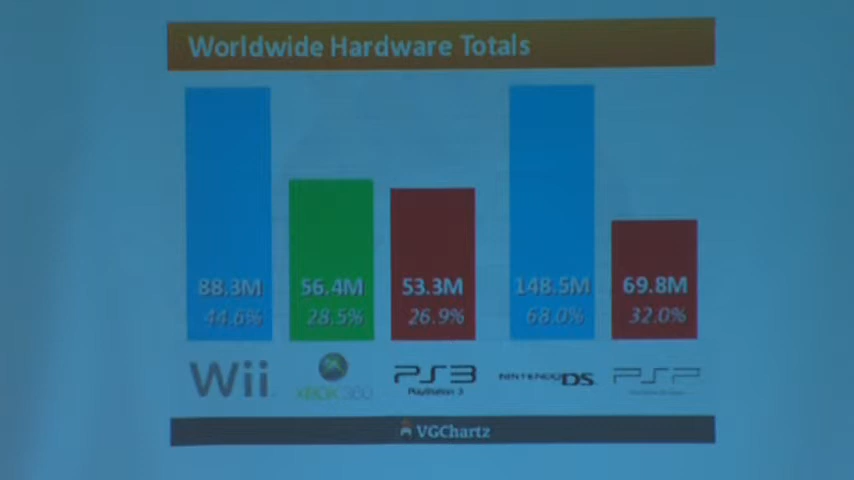 Worldwide Hardware Totals
88.3M 56.4M 53.3M 148.5M 69.8M
44.6% 28.5% 26.9% 68.0% 32.0%
Wii XBOX 360 PS3 NINTENDO DS PSP
PlayStation 3
VGChartz